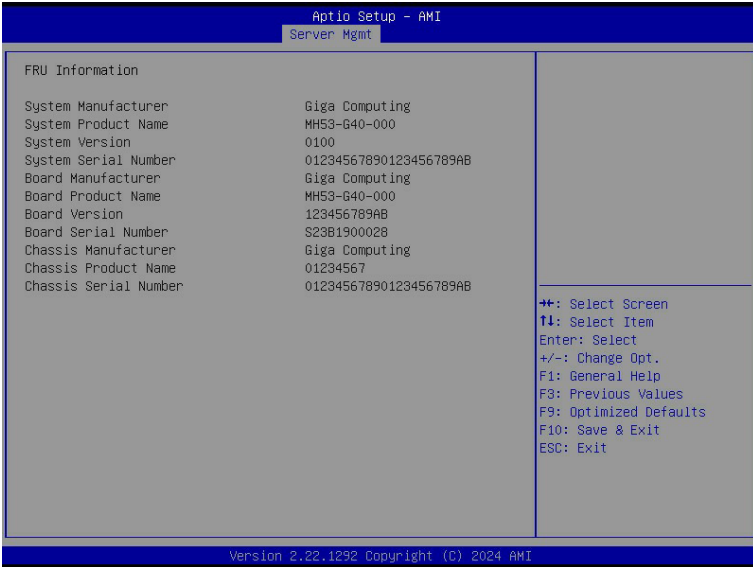 Aptio Setup – AMI
Server Mgmt
FRU Information
System Manufacturer Giga Computing
System Product Name MH53-G40-000
System Version 0100
System Serial Number 01234567890123456789AB
Board Manufacturer Giga Computing
Board Product Name MH53-G40-000
Board Version 123456789AB
Board Serial Number S23B1900028
Chassis Manufacturer Giga Computing
Chassis Product Name 01234567
Chassis Serial Number 01234567890123456789AB
→←: Select Screen
↑↓: Select Item
Enter: Select
+/-: Change Opt.
F1: General Help
F3: Previous Values
F9: Optimized Defaults
F10: Save & Exit
ESC: Exit
Version 2.22.1292 Copyright (C) 2024 AMI